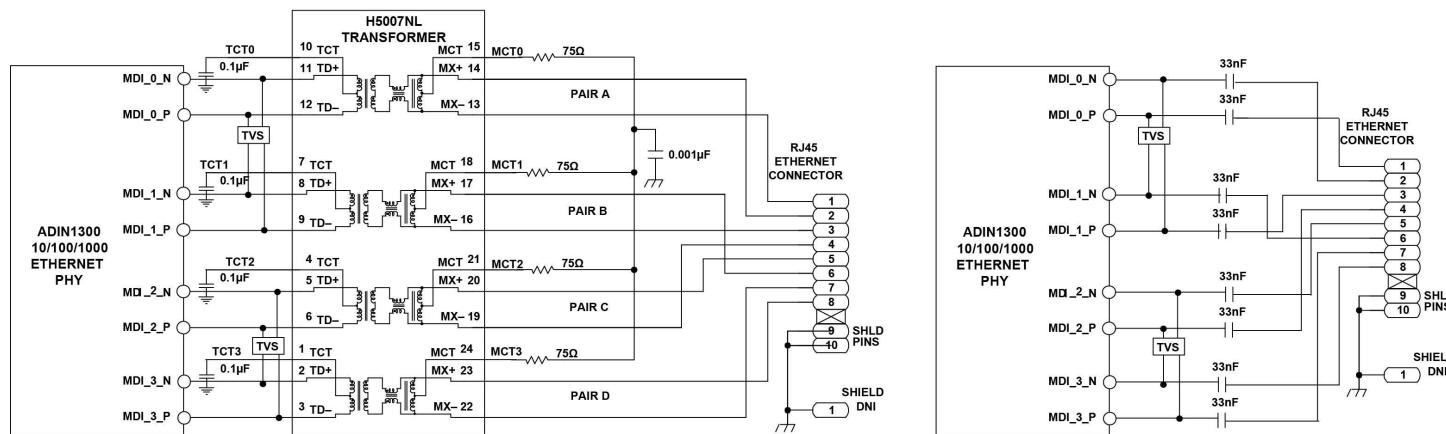 H5007NL
TRANSFORMER
TCT0
0.1µF
10 TCT
11 TD+
12 TD–
MCT 15
MX+ 14
MX– 13
MCT0
75Ω
PAIR A
MDI_0_N
MDI_0_P
TVS
TCT1
0.1µF
7 TCT
8 TD+
9 TD–
MCT 18
MX+ 17
MX– 16
MCT1
75Ω
PAIR B
0.001µF
MDI_1_N
MDI_1_P
ADIN1300
10/100/1000
ETHERNET
PHY
TCT2
0.1µF
4 TCT
5 TD+
6 TD–
MCT 21
MX+ 20
MX– 19
MCT2
75Ω
PAIR C
MDI_2_N
MDI_2_P
TVS
TCT3
0.1µF
1 TCT
2 TD+
3 TD–
MCT 24
MX+ 23
MX– 22
MCT3
75Ω
PAIR D
MDI_3_N
MDI_3_P
RJ45
ETHERNET
CONNECTOR
1
2
3
4
5
6
7
8
9
10
SHLD
PINS
1
SHIELD
DNI
ADIN1300
10/100/1000
ETHERNET
PHY
MDI_0_N
MDI_0_P
MDI_1_N
MDI_1_P
MDI_2_N
MDI_2_P
MDI_3_N
MDI_3_P
TVS
TVS
33nF
33nF
33nF
33nF
33nF
33nF
33nF
33nF
RJ45
ETHERNET
CONNECTOR
1
2
3
4
5
6
7
8
9
10
SHL
PINS
1
SHIEL
DNI